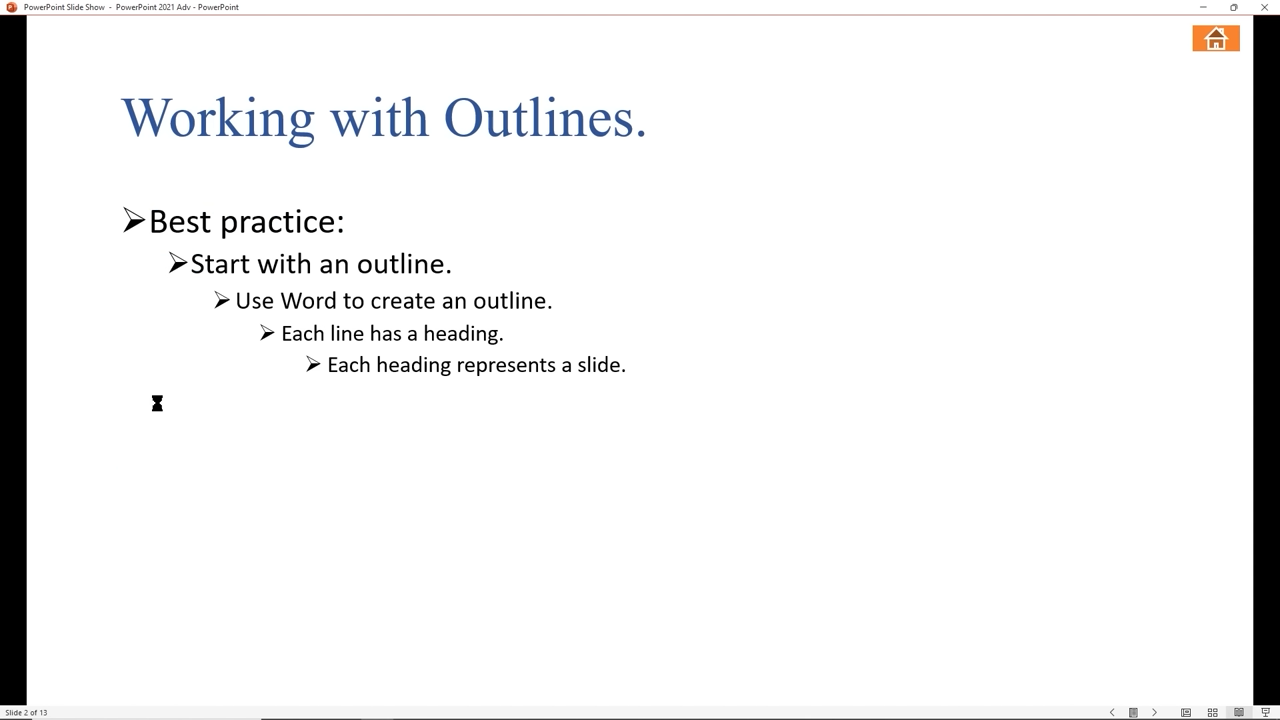 PowerPoint Slide Show - PowerPoint 2021 Adv - PowerPoint
Working with Outlines.
Best practice:
Start with an outline.
Use Word to create an outline.
Each line has a heading.
Each heading represents a slide.
Slide 2 of 13